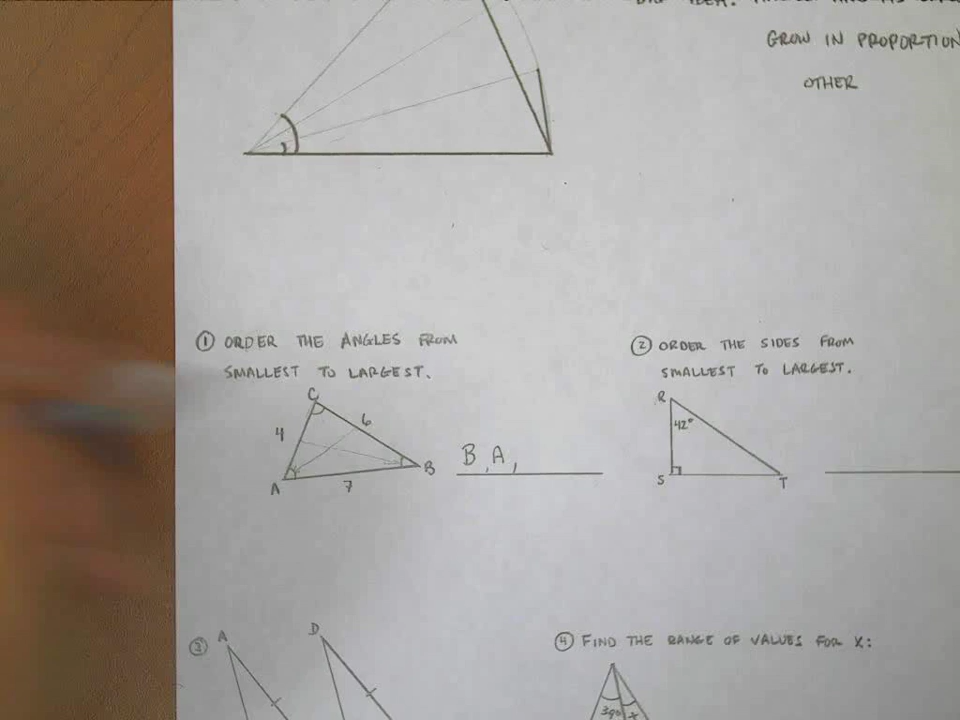 GROW IN PROPORTION
OTHER
① ORDER THE ANGLES FROM
SMALLEST TO LARGEST.
C
4
6
A
7
B
B, A,
② ORDER THE SIDES FROM
SMALLEST TO LARGEST.
R
42°
S
T
③
A
D
④ FIND THE RANGE OF VALUES FOR X:
39°
x